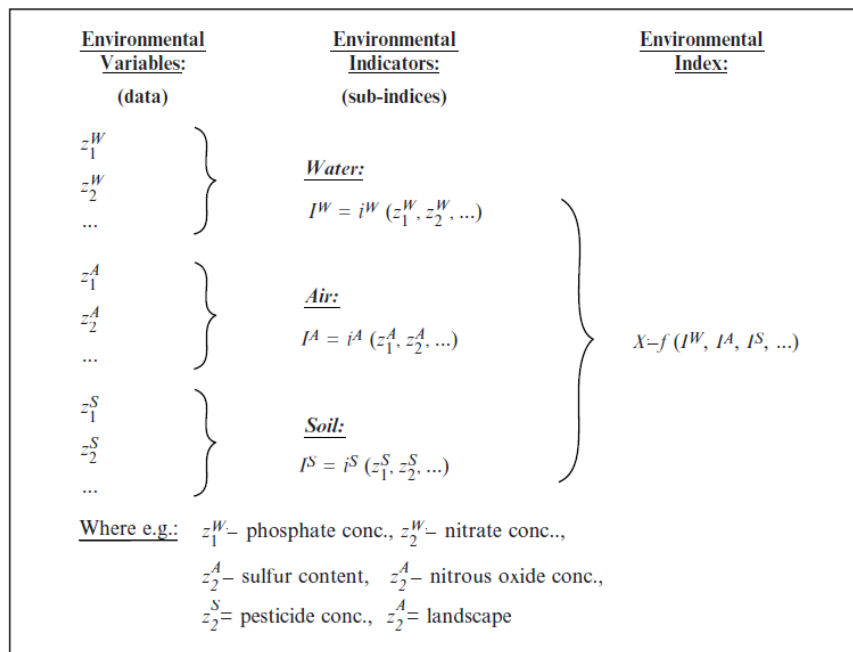 Environmental Environmental Environmental
Variables: Indicators: Index:
(data) (sub-indices)
z₁ᵂ
z₂ᵂ
...
Water:
Iᵂ = iᵂ (z₁ᵂ, z₂ᵂ, ...)
z₁ᴬ
z₂ᴬ
...
Air:
Iᴬ = iᴬ (z₁ᴬ, z₂ᴬ, ...)
X–f (Iᵂ, Iᴬ, Iˢ, ...)
z₁ˢ
z₂ˢ
...
Soil:
Iˢ = iˢ (z₁ˢ, z₂ˢ, ...)
Where e.g.: z₁ᵂ– phosphate conc., z₂ᵂ– nitrate conc..,
z₂ᴬ– sulfur content, z₂ᴬ– nitrous oxide conc.,
z₂ˢ= pesticide conc., z₂ᴬ= landscape